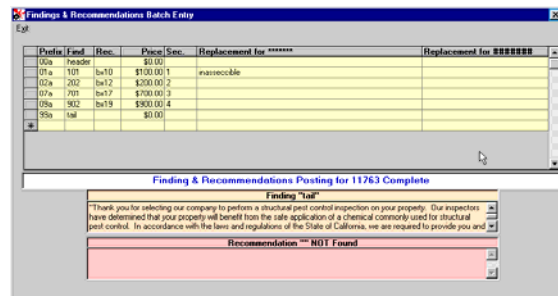 Findings & Recommendations Batch Entry
Exit
Prefix Find Rec. Price Sec. Replacement for ******* Replacement for #######
00a header $0.00
01a 101 b#10 $100.00 1 inasseccible
02a 202 b#12 $200.00 2
07a 701 b#17 $700.00 3
09a 902 b#19 $900.00 4
99a tail $0.00
Finding & Recommendations Posting for 11763 Complete
Finding "tail"
"Thank you for selecting our company to perform a structural pest control inspection on your property. Our inspectors
have determined that your property will benefit from the safe application of a chemical commonly used for structural
pest control. In accordance with the laws and regulations of the State of California, we are required to provide you and
Recommendation "" NOT Found